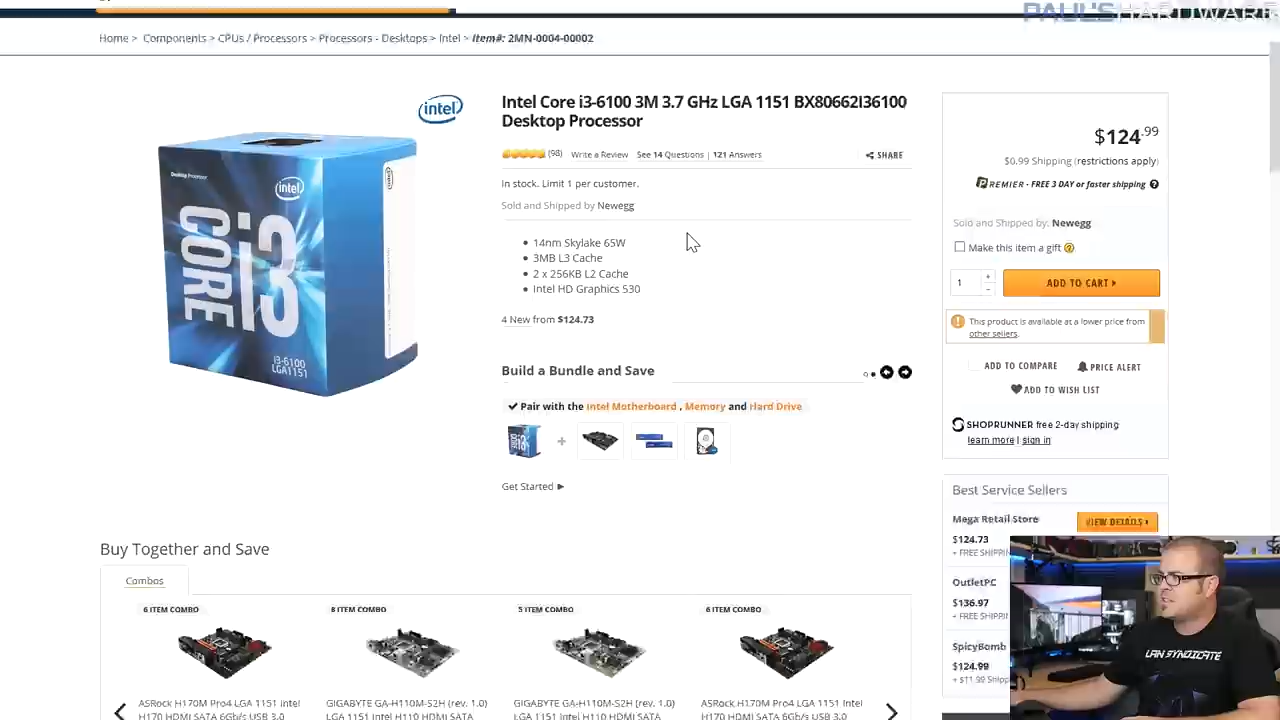 PAUL'S HARDWARE
Home > Components > CPUs / Processors > Processors - Desktops > Intel > Item#: 2MN-0004-00002
intel
Desktop Processor
intel
CORE i3
i3-6100
LGA1151
Intel Core i3-6100 3M 3.7 GHz LGA 1151 BX80662I36100
Desktop Processor
(98) Write a Review See 14 Questions | 121 Answers SHARE
In stock. Limit 1 per customer.
Sold and Shipped by Newegg
• 14nm Skylake 65W
• 3MB L3 Cache
• 2 x 256KB L2 Cache
• Intel HD Graphics 530
4 New from $124.73
Build a Bundle and Save
Pair with the Intel Motherboard , Memory and Hard Drive
+
Get Started
$124.99
$0.99 Shipping (restrictions apply)
PREMIER - FREE 3 DAY or faster shipping ?
Sold and Shipped by: Newegg
Make this item a gift ?
1 + -
ADD TO CART
This product is available at a lower price from
other sellers.
ADD TO COMPARE PRICE ALERT
ADD TO WISH LIST
SHOPRUNNER free 2-day shipping
learn more | sign in
Best Service Sellers
Mega Retail Store VIEW DETAILS
$124.73
+ FREE SHIPPI
OutletPC
$136.97
+ FREE SHIPPI
SpicyBomb
$124.99
+ $11.99 Shippi
Buy Together and Save
Combos
6 ITEM COMBO 8 ITEM COMBO 5 ITEM COMBO 6 ITEM COMBO
ASRock H170M Pro4 LGA 1151 Intel
H170 HDMI SATA 6Gb/s USB 3.0
GIGABYTE GA-H110M-S2H (rev. 1.0)
LGA 1151 Intel H110 HDMI SATA
GIGABYTE GA-H110M-S2H (rev. 1.0)
LGA 1151 Intel H110 HDMI SATA
ASRock H170M Pro4 LGA 1151 Intel
H170 HDMI SATA 6Gb/s USB 3.0
LAN SYNDICATE